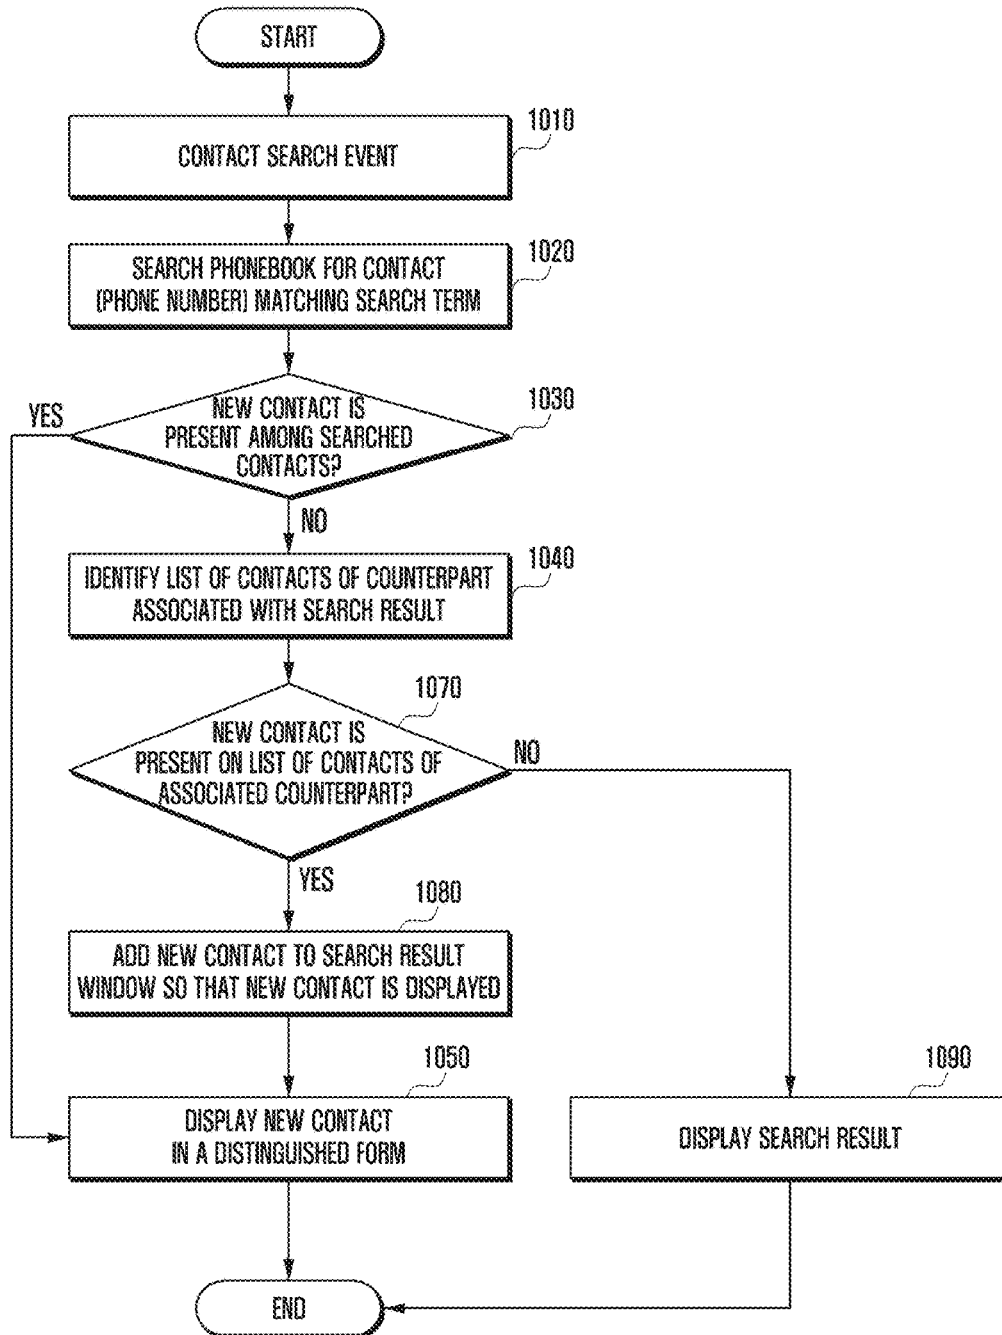 START
1010
CONTACT SEARCH EVENT
1020
SEARCH PHONEBOOK FOR CONTACT
(PHONE NUMBER) MATCHING SEARCH TERM
1030
YES
NEW CONTACT IS
PRESENT AMONG SEARCHED
CONTACTS?
NO
1040
IDENTIFY LIST OF CONTACTS OF COUNTERPART
ASSOCIATED WITH SEARCH RESULT
1070
NEW CONTACT IS
PRESENT ON LIST OF CONTACTS OF
ASSOCIATED COUNTERPART?
NO
YES
1080
ADD NEW CONTACT TO SEARCH RESULT
WINDOW SO THAT NEW CONTACT IS DISPLAYED
1050
DISPLAY NEW CONTACT
IN A DISTINGUISHED FORM
1090
DISPLAY SEARCH RESULT
END